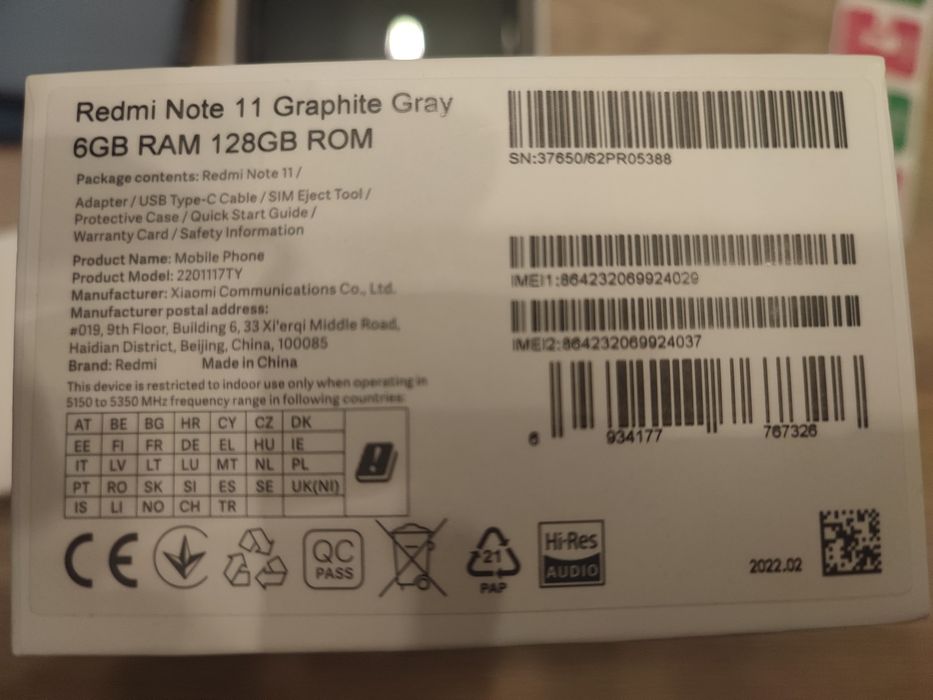 Redmi Note 11 Graphite Gray
6GB RAM 128GB ROM
Package contents: Redmi Note 11 /
Adapter / USB Type-C Cable / SIM Eject Tool /
Protective Case / Quick Start Guide /
Warranty Card / Safety Information
Product Name: Mobile Phone
Product Model: 2201117TY
Manufacturer: Xiaomi Communications Co., Ltd.
Manufacturer postal address:
#019, 9th Floor, Building 6, 33 Xi'erqi Middle Road,
Haidian District, Beijing, China, 100085
Brand: Redmi Made in China
This device is restricted to indoor use only when operating in
5150 to 5350 MHz frequency range in following countries:
AT BE BG HR CY CZ DK
EE FI FR DE EL HU IE
IT LV LT LU MT NL PL
PT RO SK SI ES SE UK(NI)
IS LI NO CH TR
CE
QC
PASS
21
PAP
Hi-Res
AUDIO
SN:37650/62PR05388
IMEI1:864232069924029
IMEI2:864232069924037
6 934177 767326
2022.02